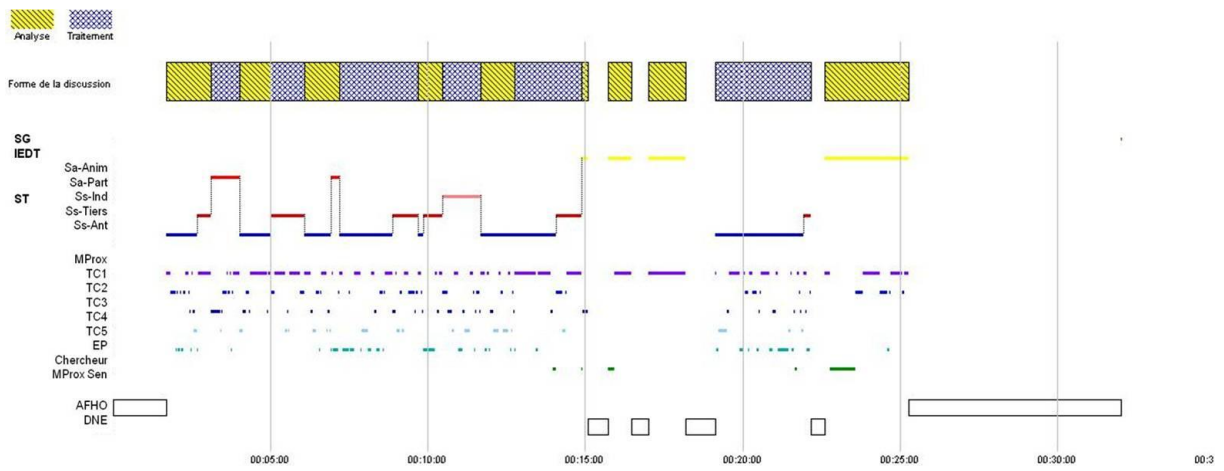 Analyse Traitement
Forme de la discussion
SG
IEDT
Sa-Anim
Sa-Part
ST Ss-Ind
Ss-Tiers
Ss-Ant
MProx
TC1
TC2
TC3
TC4
TC5
EP
Chercheur
MProx Sen
AFHO
DNE
00:05:00 00:10:00 00:15:00 00:20:00 00:25:00 00:30:00 00:3